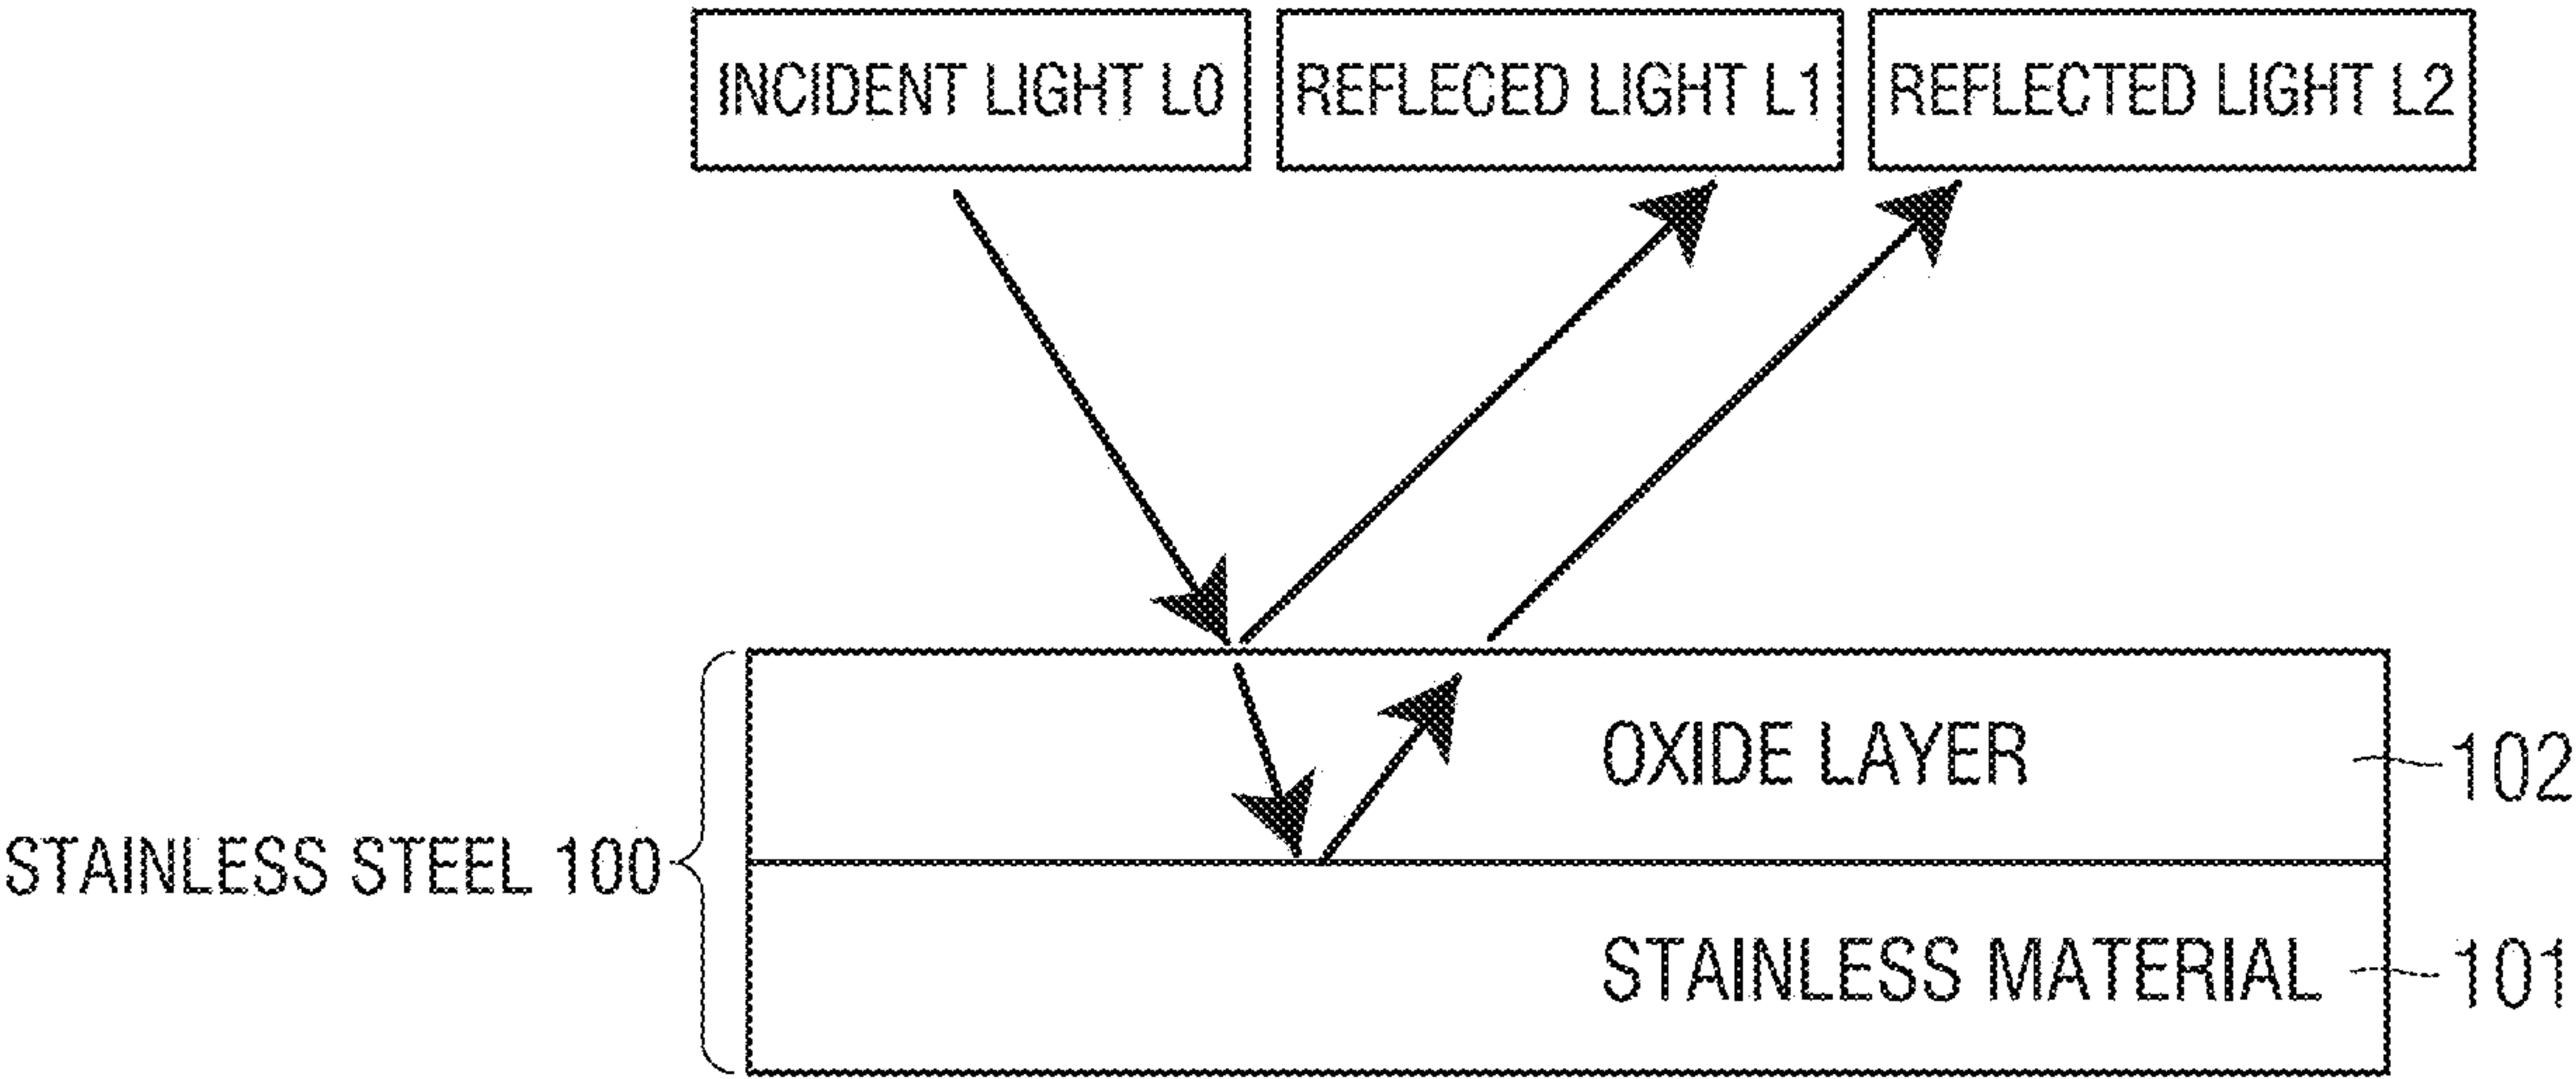 INCIDENT LIGHT L0
REFLECED LIGHT L1
REFLECTED LIGHT L2
OXIDE LAYER
102
STAINLESS STEEL 100
STAINLESS MATERIAL
101